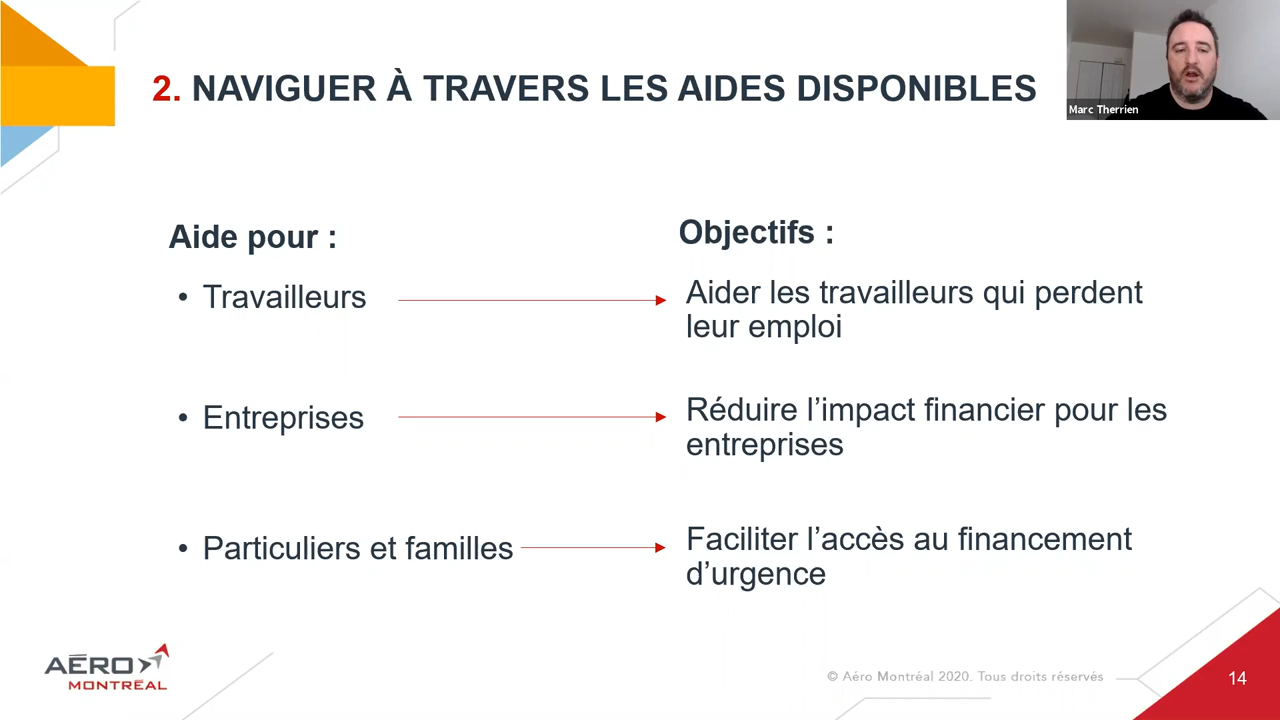 2. NAVIGUER À TRAVERS LES AIDES DISPONIBLES
Marc Therrien
Aide pour :
Objectifs :
• Travailleurs
Aider les travailleurs qui perdent
leur emploi
• Entreprises
Réduire l’impact financier pour les
entreprises
• Particuliers et familles
Faciliter l’accès au financement
d’urgence
AÉRO
MONTRÉAL
© Aéro Montréal 2020. Tous droits réservés
14